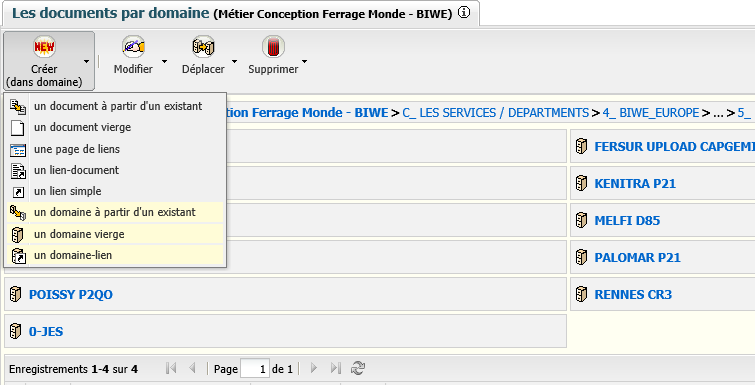 Les documents par domaine (Métier Conception Ferrage Monde - BIWE)
NEW
Créer
(dans domaine)
Modifier
Déplacer
Supprimer
un document à partir d'un existant
un document vierge
une page de liens
un lien-document
un lien simple
un domaine à partir d'un existant
un domaine vierge
un domaine-lien
tion Ferrage Monde - BIWE > C_ LES SERVICES / DEPARTMENTS > 4_ BIWE_EUROPE > ... > 5_
FERSUR UPLOAD CAPGEMI
KENITRA P21
MELFI D85
PALOMAR P21
POISSY P2QO
RENNES CR3
0-JES
Enregistrements 1-4 sur 4
Page 1 de 1